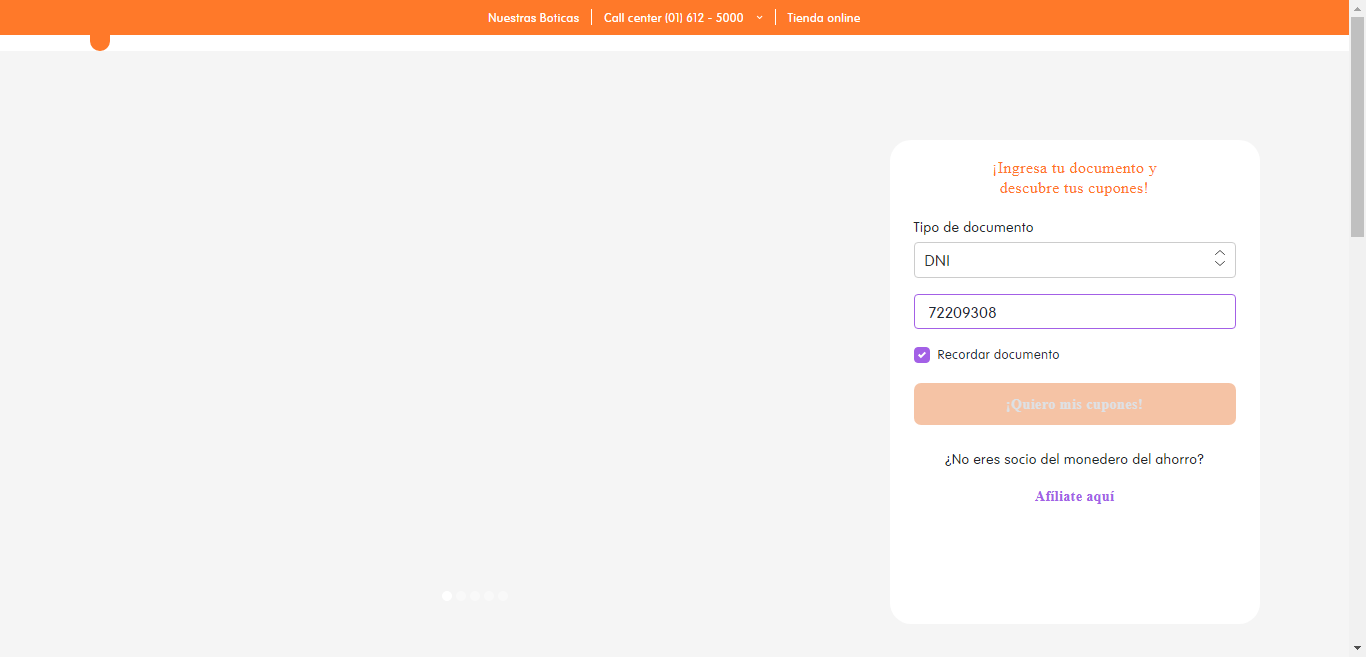 Nuestras Boticas
Call center (01) 612 - 5000
Tienda online
¡Ingresa tu documento y
descubre tus cupones!
Tipo de documento
DNI
72209308
Recordar documento
¡Quiero mis cupones!
¿No eres socio del monedero del ahorro?
Afíliate aquí